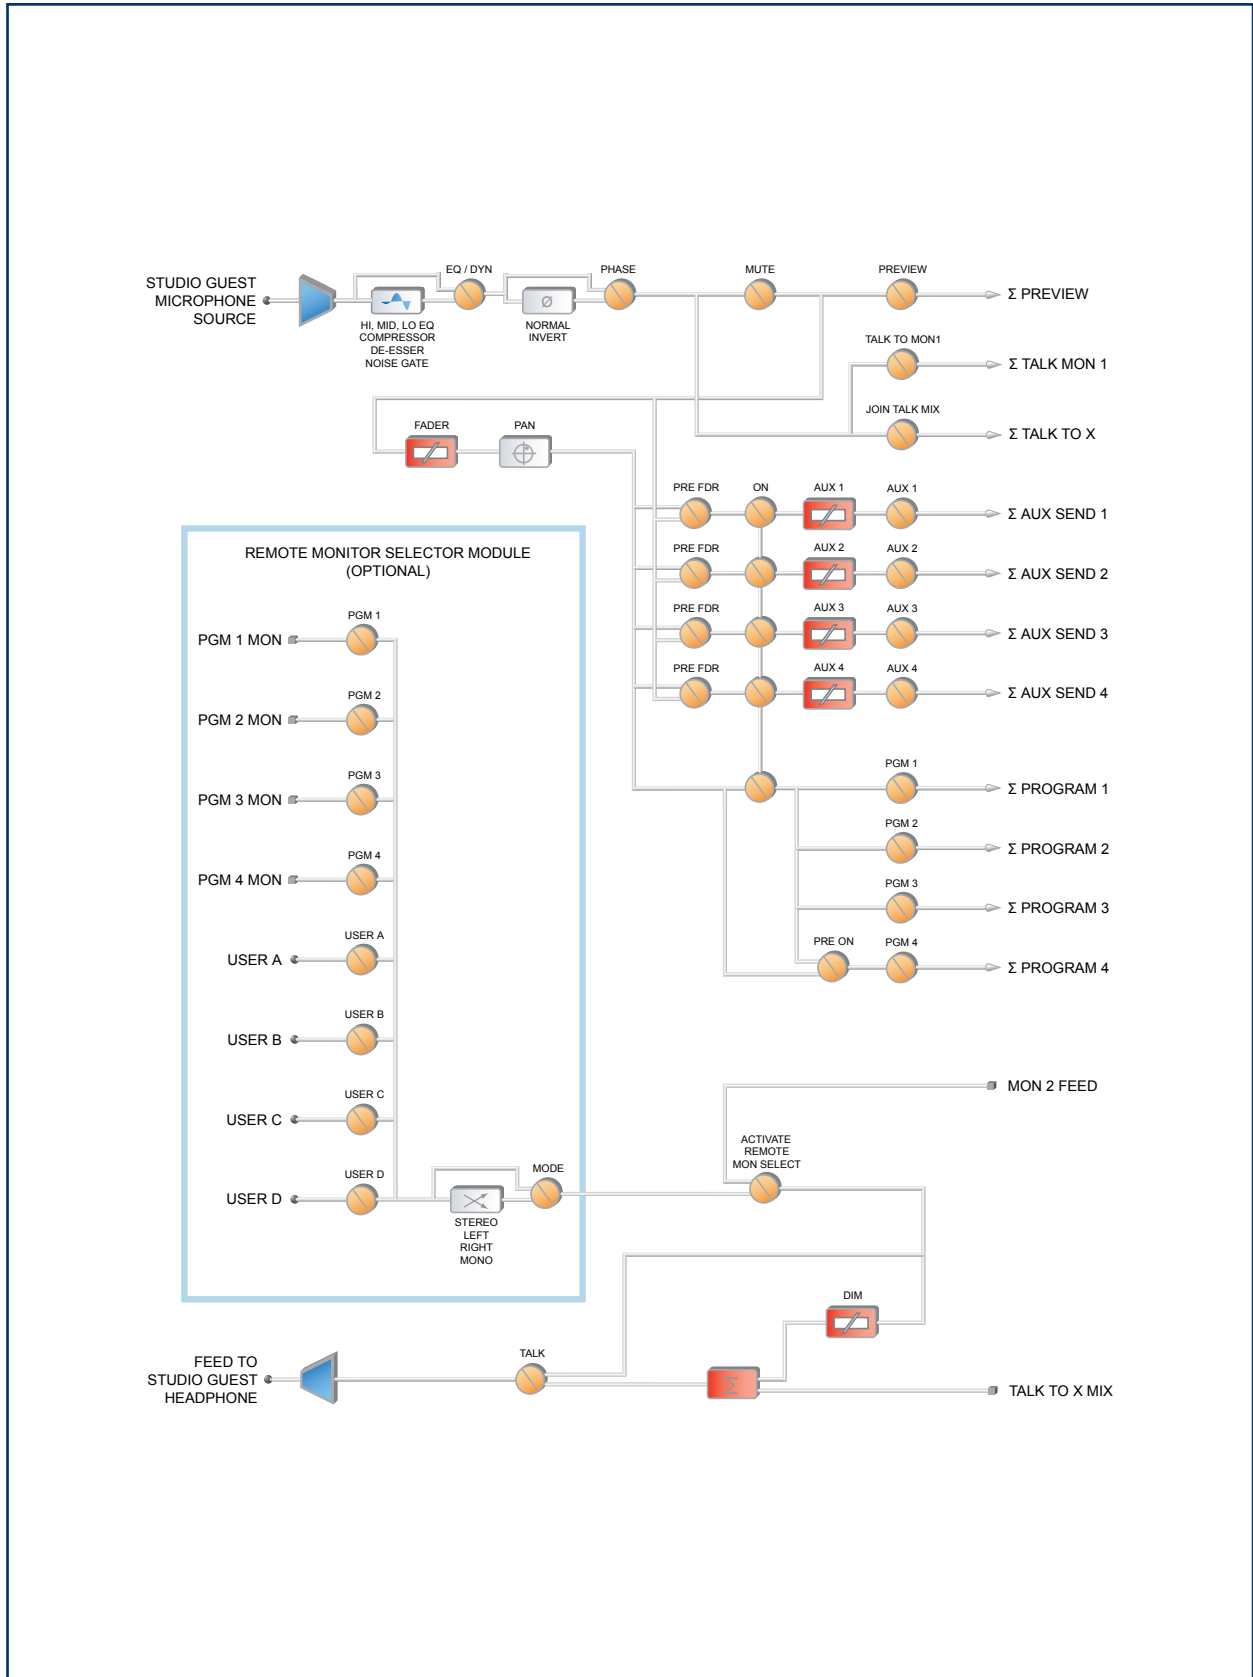 EQ / DYN
PHASE
MUTE
PREVIEW
STUDIO GUEST
MICROPHONE
SOURCE
Ø
Σ PREVIEW
HI, MID, LO EQ
COMPRESSOR
DE-ESSER
NOISE GATE
NORMAL
INVERT
TALK TO MON1
Σ TALK MON 1
JOIN TALK MIX
Σ TALK TO X
FADER
PAN
PRE FDR
ON
AUX 1
AUX 1
Σ AUX SEND 1
PRE FDR
AUX 2
AUX 2
Σ AUX SEND 2
PRE FDR
AUX 3
AUX 3
Σ AUX SEND 3
PRE FDR
AUX 4
AUX 4
Σ AUX SEND 4
REMOTE MONITOR SELECTOR MODULE
(OPTIONAL)
PGM 1
PGM 1 MON
PGM 2
PGM 2 MON
PGM 3
PGM 3 MON
PGM 4
PGM 4 MON
USER A
USER A
USER B
USER B
USER C
USER C
USER D
USER D
MODE
STEREO
LEFT
RIGHT
MONO
PGM 1
Σ PROGRAM 1
PGM 2
Σ PROGRAM 2
PGM 3
Σ PROGRAM 3
PRE ON
PGM 4
Σ PROGRAM 4
MON 2 FEED
ACTIVATE
REMOTE
MON SELECT
DIM
TALK
FEED TO
STUDIO GUEST
HEADPHONE
Σ
TALK TO X MIX